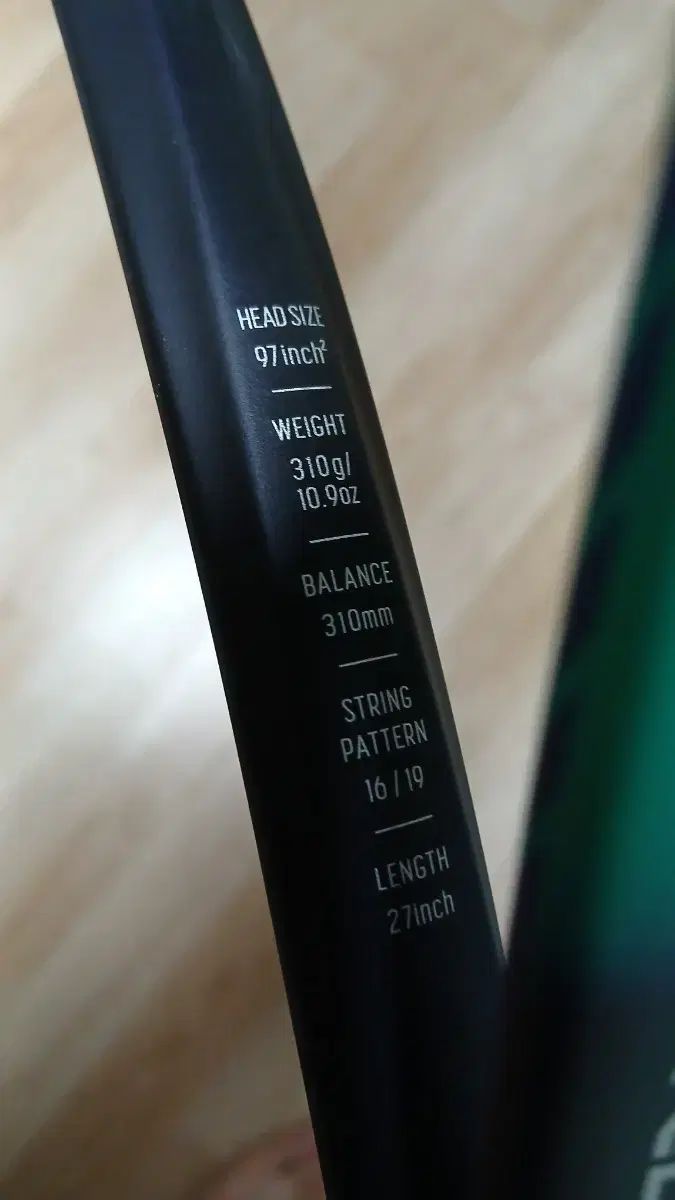 HEAD SIZE
97inch²
WEIGHT
310g/
10.9oz
BALANCE
310mm
STRING
PATTERN
16/19
LENGTH
27inch